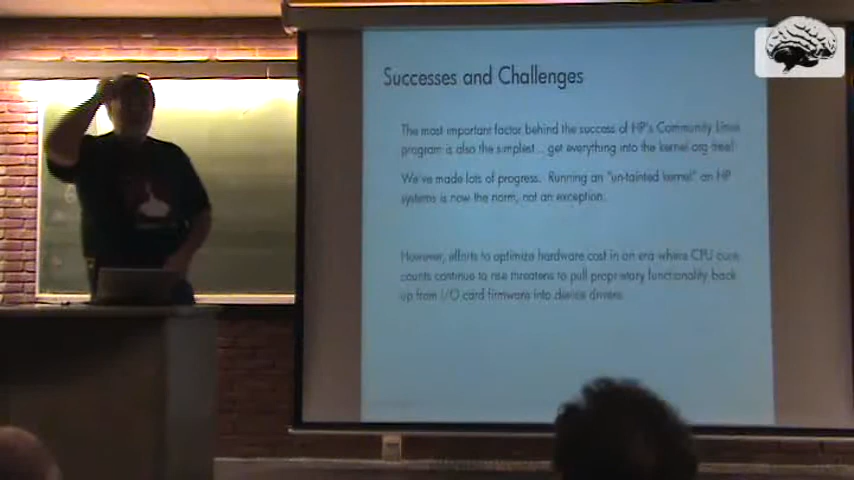 Successes and Challenges
The most important factor behind the success of HP's Community Linux
program is also the simplest... get everything into the kernel.org tree!
We've made lots of progress. Running an "un-tainted kernel" on HP
systems is now the norm, not an exception.
However, efforts to optimize hardware cost in an era where CPU core
counts continue to rise threatens to pull proprietary functionality back
up from I/O card firmware into device drivers.